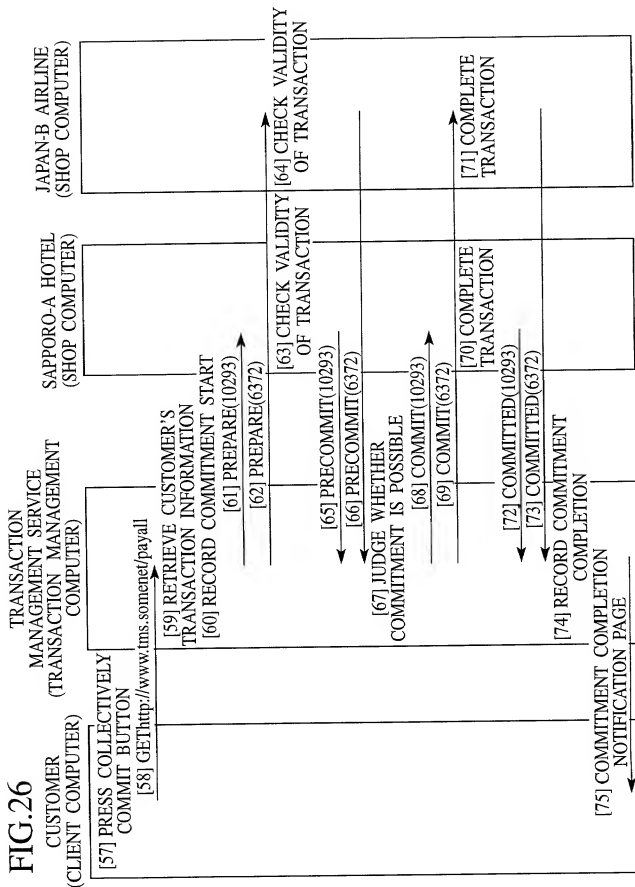 FIG.26
CUSTOMER
(CLIENT COMPUTER)
TRANSACTION
MANAGEMENT SERVICE
(TRANSACTION MANAGEMENT
COMPUTER)
SAPPORO-A HOTEL
(SHOP COMPUTER)
JAPAN-B AIRLINE
(SHOP COMPUTER)
[57] PRESS COLLECTIVELY
COMMIT BUTTON
[58] GEThttp://www.tms.somenet/payall
[59] RETRIEVE CUSTOMER'S
TRANSACTION INFORMATION
[60] RECORD COMMITMENT START
[61] PREPARE(10293)
[62] PREPARE(6372)
[63] CHECK VALIDITY
OF TRANSACTION
[64] CHECK VALIDITY
OF TRANSACTION
[65] PRECOMMIT(10293)
[66] PRECOMMIT(6372)
[67] JUDGE WHETHER
COMMITMENT IS POSSIBLE
[68] COMMIT(10293)
[69] COMMIT(6372)
[70] COMPLETE
TRANSACTION
[71] COMPLETE
TRANSACTION
[72] COMMITTED(10293)
[73] COMMITTED(6372)
[74] RECORD COMMITMENT
COMPLETION
[75] COMMITMENT COMPLETION
NOTIFICATION PAGE